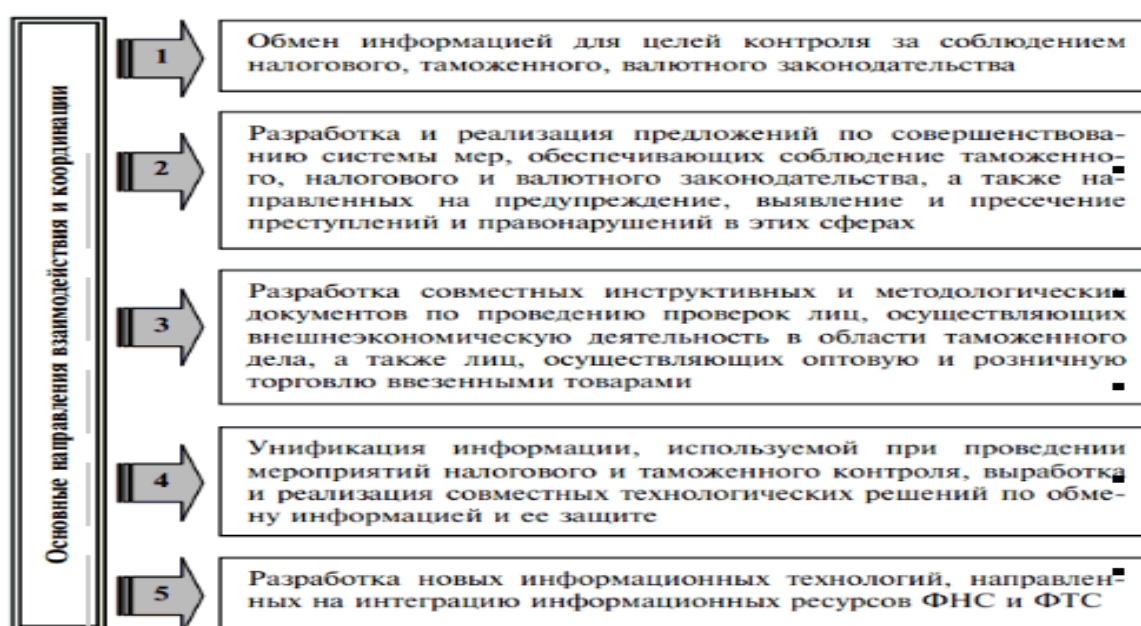 Основные направления взаимодействия и координации
1
Обмен информацией для целей контроля за соблюдением
налогового, таможенного, валютного законодательства
2
Разработка и реализация предложений по совершенствова-
нию системы мер, обеспечивающих соблюдение таможенно-
го, налогового и валютного законодательства, а также на-
правленных на предупреждение, выявление и пресечение
преступлений и правонарушений в этих сферах
3
Разработка совместных инструктивных и методологических
документов по проведению проверок лиц, осуществляющих
внешнеэкономическую деятельность в области таможенного
дела, а также лиц, осуществляющих оптовую и розничную
торговлю ввезенными товарами
4
Унификация информации, используемой при проведении
мероприятий налогового и таможенного контроля, выработка
и реализация совместных технологических решений по обме-
ну информацией и ее защите
5
Разработка новых информационных технологий, направлен-
ных на интеграцию информационных ресурсов ФНС и ФТС